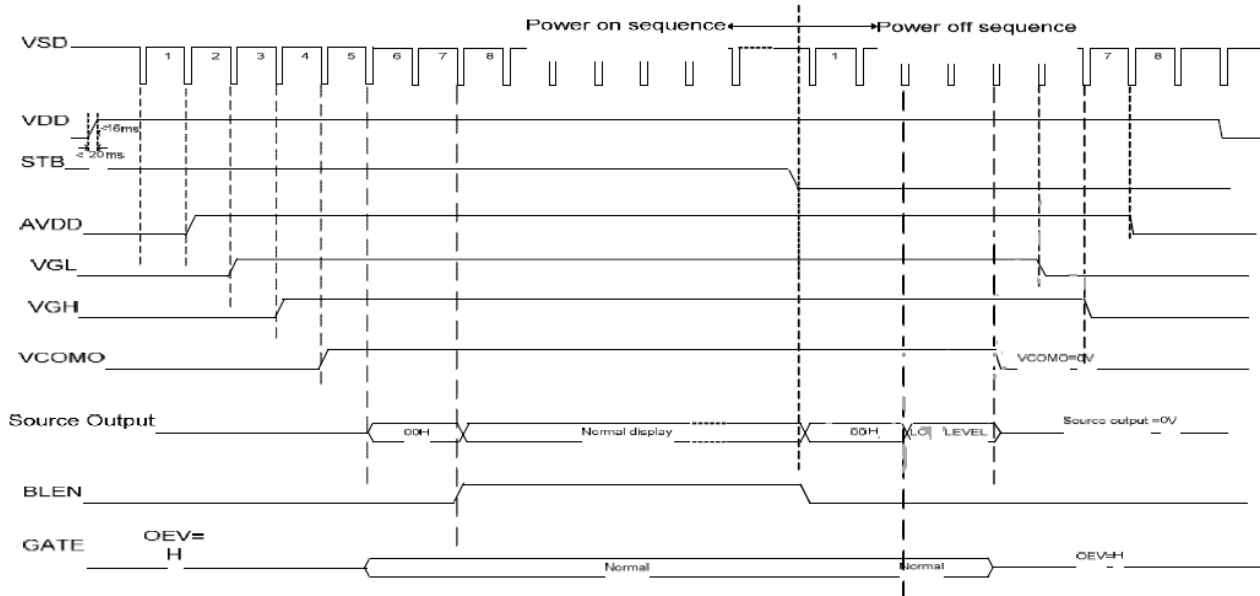 Power on sequence
Power off sequence
VSD
1 2 3 4 5 6 7 8 1 7 8
VDD
<16ms
< 20ms
STB
AVDD
VGL
VGH
VCOMO
VCOMO=0V
Source Output
00H
Normal display
00H
LEVEL
Source output =0V
BLEN
GATE
OEV=
H
Normal
Normal
OEV=H